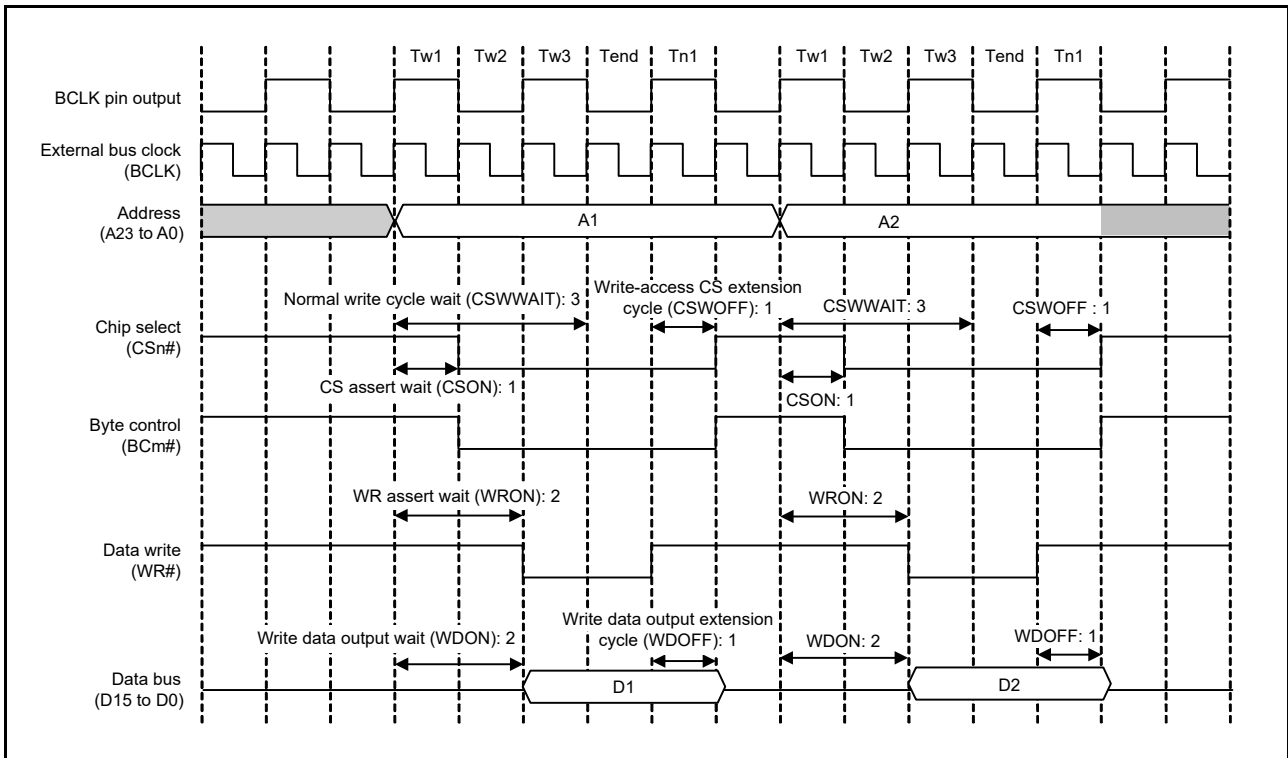 Tw1 Tw2 Tw3 Tend Tn1 Tw1 Tw2 Tw3 Tend Tn1
BCLK pin output
External bus clock
(BCLK)
Address
(A23 to A0)
A1 A2
Normal write cycle wait (CSWWAIT): 3
Write-access CS extension
cycle (CSWOFF): 1
CSWWAIT: 3
CSWOFF : 1
Chip select
(CSn#)
CS assert wait (CSON): 1
CSON: 1
Byte control
(BCm#)
WR assert wait (WRON): 2
WRON: 2
Data write
(WR#)
Write data output wait (WDON): 2
Write data output extension
cycle (WDOFF): 1
WDON: 2
WDOFF: 1
Data bus
(D15 to D0)
D1 D2